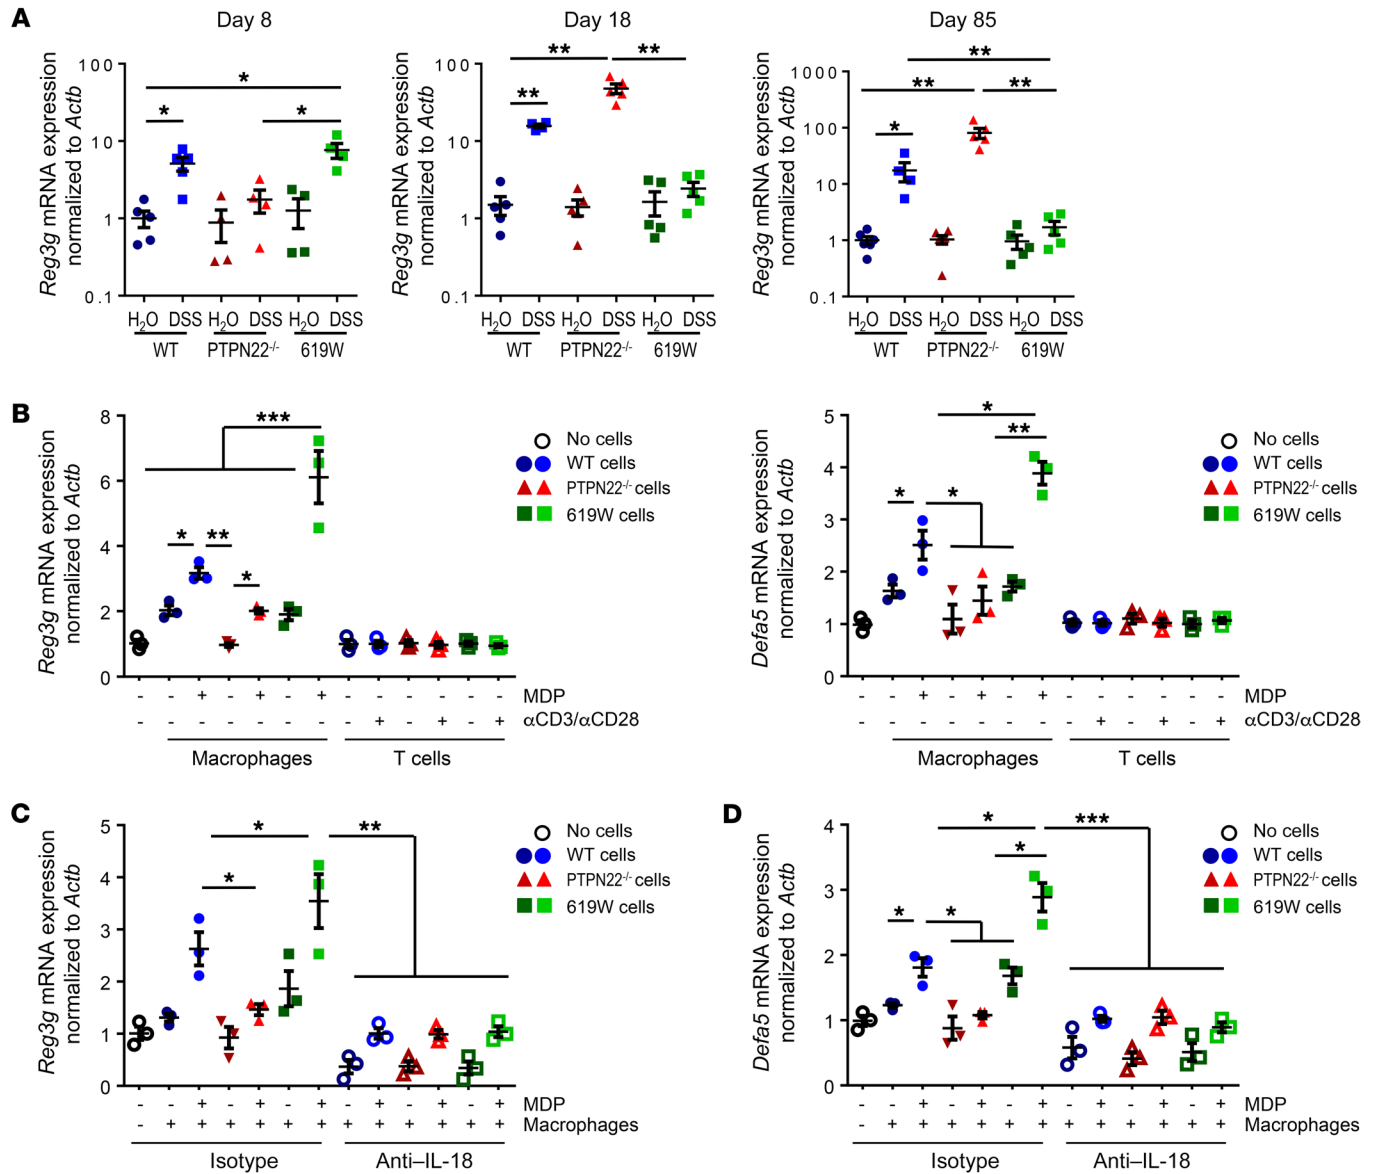 A
Day 8
Day 18
Day 85
Reg3g mRNA expression
normalized to Actb
100
10
1
0.1
*
*
*
H2O DSS H2O DSS H2O DSS
WT PTPN22-/- 619W
Reg3g mRNA expression
normalized to Actb
100
10
1
0.1
**
**
**
H2O DSS H2O DSS H2O DSS
WT PTPN22-/- 619W
Reg3g mRNA expression
normalized to Actb
1000
100
10
1
0.1
**
**
**
*
H2O DSS H2O DSS H2O DSS
WT PTPN22-/- 619W
B
Reg3g mRNA expression
normalized to Actb
8
6
4
2
0
***
*
**
*
No cells
WT cells
PTPN22-/- cells
619W cells
- - + - + - + MDP
- - - - - - - - + - + - + αCD3/αCD28
Macrophages T cells
Defa5 mRNA expression
normalized to Actb
5
4
3
2
1
0
*
**
*
*
No cells
WT cells
PTPN22-/- cells
619W cells
- - + - + - + MDP
- - - - - - - - + - + - + αCD3/αCD28
Macrophages T cells
C
Reg3g mRNA expression
normalized to Actb
5
4
3
2
1
0
*
**
*
No cells
WT cells
PTPN22-/- cells
619W cells
- - + - + - + - + - + - + MDP
- + + + + + + + + + + + + Macrophages
Isotype Anti–IL-18
D
Defa5 mRNA expression
normalized to Actb
4
3
2
1
0
*
***
*
*
*
No cells
WT cells
PTPN22-/- cells
619W cells
- - + - + - + - + - + - + MDP
- + + + + + + + + + + + + Macrophages
Isotype Anti–IL-18